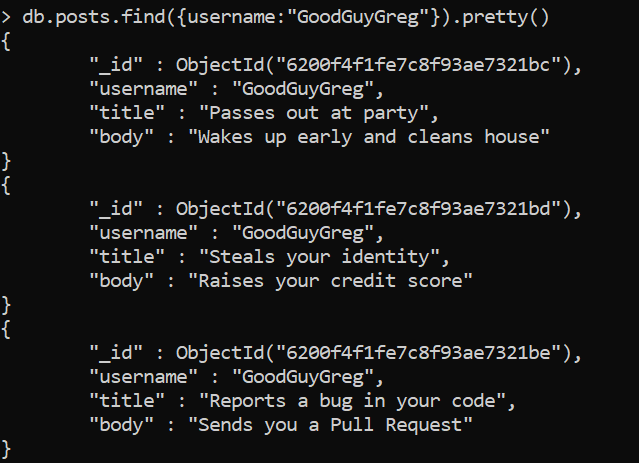 > db.posts.find({username:"GoodGuyGreg"}).pretty()
{
        "_id" : ObjectId("6200f4f1fe7c8f93ae7321bc"),
        "username" : "GoodGuyGreg",
        "title" : "Passes out at party",
        "body" : "Wakes up early and cleans house"
}
{
        "_id" : ObjectId("6200f4f1fe7c8f93ae7321bd"),
        "username" : "GoodGuyGreg",
        "title" : "Steals your identity",
        "body" : "Raises your credit score"
}
{
        "_id" : ObjectId("6200f4f1fe7c8f93ae7321be"),
        "username" : "GoodGuyGreg",
        "title" : "Reports a bug in your code",
        "body" : "Sends you a Pull Request"
}